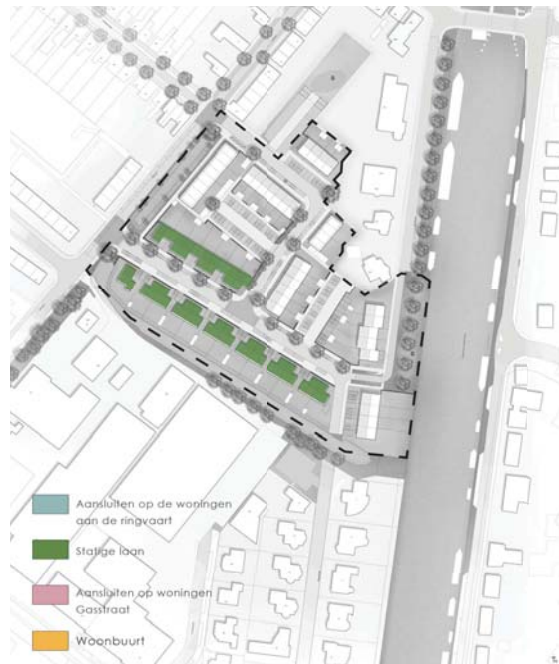 Aansluiten op de woningen
aan de ringvaart
Statige laan
Aansluiten op woningen
Gasstraat
Woonbuurt